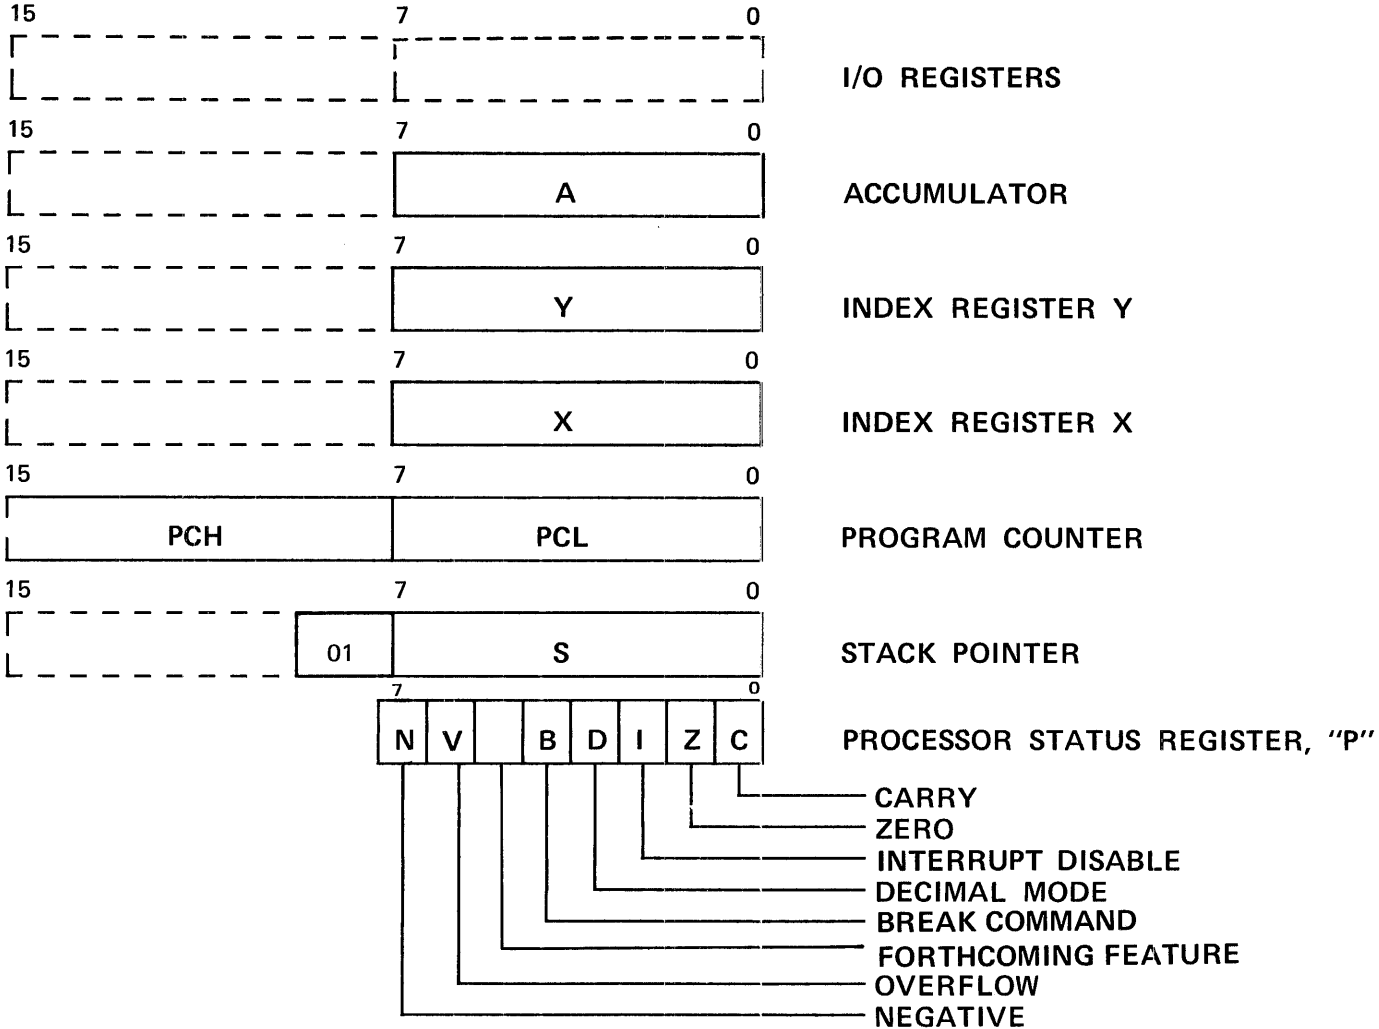 15 7 0
I/O REGISTERS
15 7 0
A ACCUMULATOR
15 7 0
Y INDEX REGISTER Y
15 7 0
X INDEX REGISTER X
15 7 0
PCH PCL PROGRAM COUNTER
15 7 0
01 S STACK POINTER
7 0
N V B D I Z C PROCESSOR STATUS REGISTER, "P"
CARRY
ZERO
INTERRUPT DISABLE
DECIMAL MODE
BREAK COMMAND
FORTHCOMING FEATURE
OVERFLOW
NEGATIVE